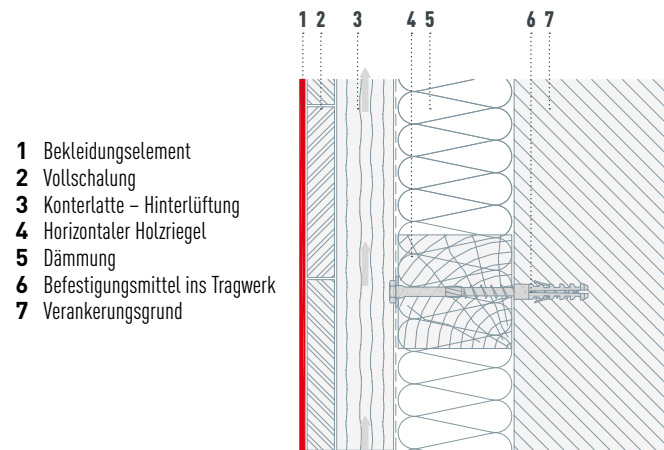 1 2 3 4 5 6 7
1 Bekleidungselement
2 Vollschalung
3 Konterlatte – Hinterlüftung
4 Horizontaler Holzriegel
5 Dämmung
6 Befestigungsmittel ins Tragwerk
7 Verankerungsgrund